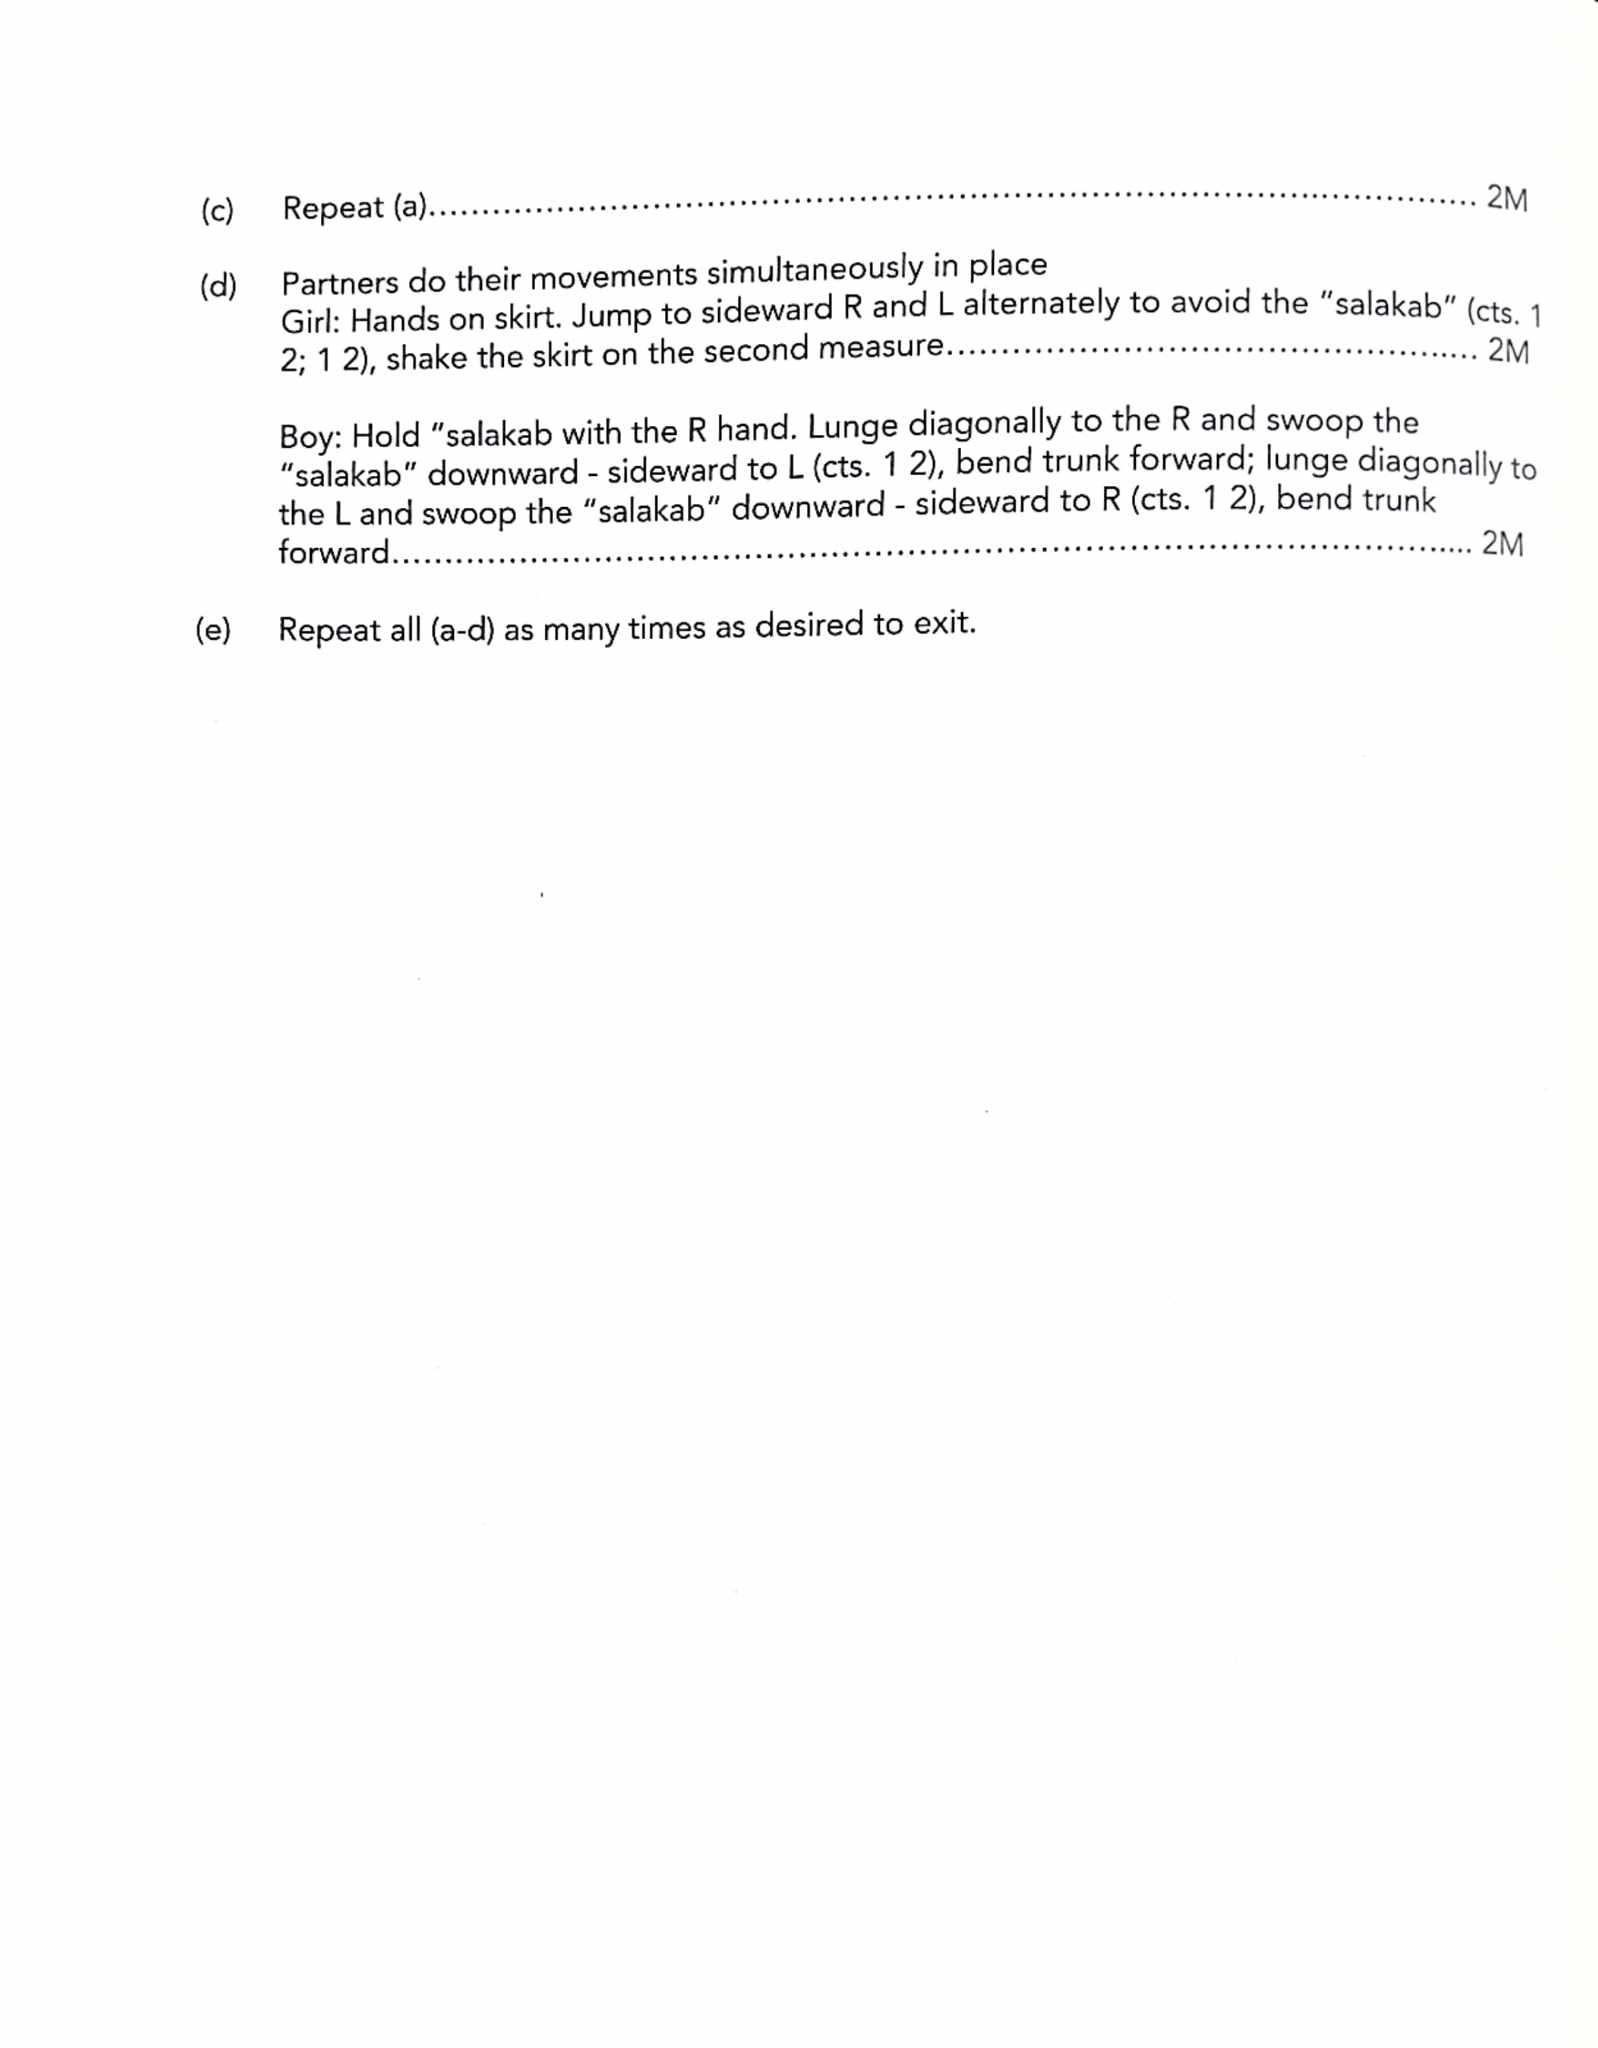 (c) Repeat (a)........................................................................................................ 2M
(d) Partners do their movements simultaneously in place
Girl: Hands on skirt. Jump to sideward R and L alternately to avoid the "salakab" (cts. 1
2; 1 2), shake the skirt on the second measure.................................................... 2M
Boy: Hold "salakab with the R hand. Lunge diagonally to the R and swoop the
"salakab" downward - sideward to L (cts. 1 2), bend trunk forward; lunge diagonally to
the L and swoop the "salakab" downward - sideward to R (cts. 1 2), bend trunk
forward........................................................................................................... 2M
(e) Repeat all (a-d) as many times as desired to exit.